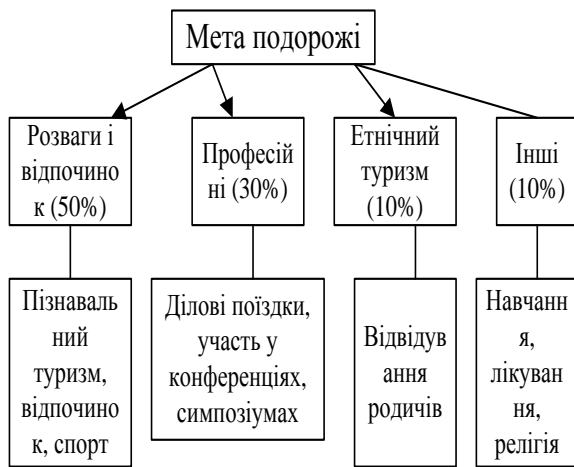 Мета подорожі
Розваги і
відпочино
к (50%)
Професій
ні (30%)
Етнічний
туризм
(10%)
Інші
(10%)
Пізнаваль
ний
туризм,
відпочино
к, спорт
Ділові поїздки,
участь у
конференціях,
симпозіумах
Відвідув
ання
родичів
Навчанн
я,
лікуван
ня,
релігія